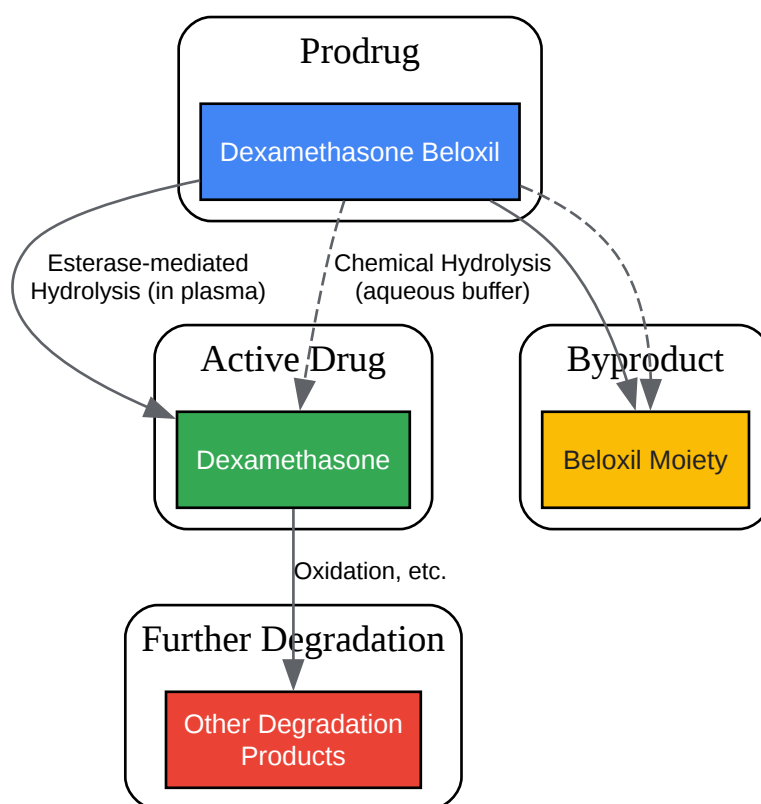 Prodrug
Dexamethasone Beloxil
Esterase-mediated
Hydrolysis (in plasma)
Chemical Hydrolysis
(aqueous buffer)
Active Drug
Byproduct
Dexamethasone
Beloxil Moiety
Oxidation, etc.
Further Degradation
Other Degradation
Products